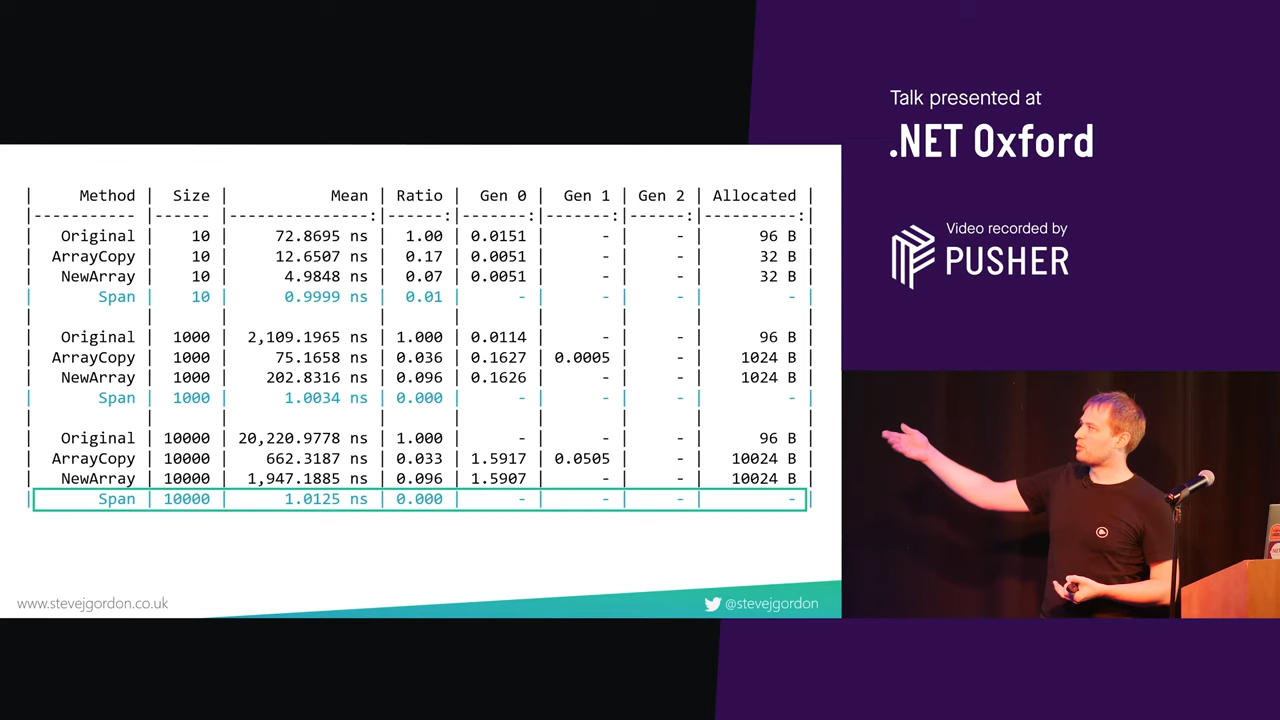 Talk presented at
.NET Oxford
Video recorded by
PUSHER
| Method | Size | Mean | Ratio | Gen 0 | Gen 1 | Gen 2 | Allocated |
|----------- |------ |---------------:|------:|-------:|-------:|------:|----------:|
| Original | 10 | 72.8695 ns | 1.00 | 0.0151 | - | - | 96 B |
| ArrayCopy | 10 | 12.6507 ns | 0.17 | 0.0051 | - | - | 32 B |
| NewArray | 10 | 4.9848 ns | 0.07 | 0.0051 | - | - | 32 B |
| Span | 10 | 0.9999 ns | 0.01 | - | - | - | - |
| | | | | | | | |
| Original | 1000 | 2,109.1965 ns | 1.000 | 0.0114 | - | - | 96 B |
| ArrayCopy | 1000 | 75.1658 ns | 0.036 | 0.1627 | 0.0005 | - | 1024 B |
| NewArray | 1000 | 202.8316 ns | 0.096 | 0.1626 | - | - | 1024 B |
| Span | 1000 | 1.0034 ns | 0.000 | - | - | - | - |
| | | | | | | | |
| Original | 10000 | 20,220.9778 ns | 1.000 | - | - | - | 96 B |
| ArrayCopy | 10000 | 662.3187 ns | 0.033 | 1.5917 | 0.0505 | - | 10024 B |
| NewArray | 10000 | 1,947.1885 ns | 0.096 | 1.5907 | - | - | 10024 B |
| Span | 10000 | 1.0125 ns | 0.000 | - | - | - | - |
www.stevejgordon.co.uk
@stevejgordon